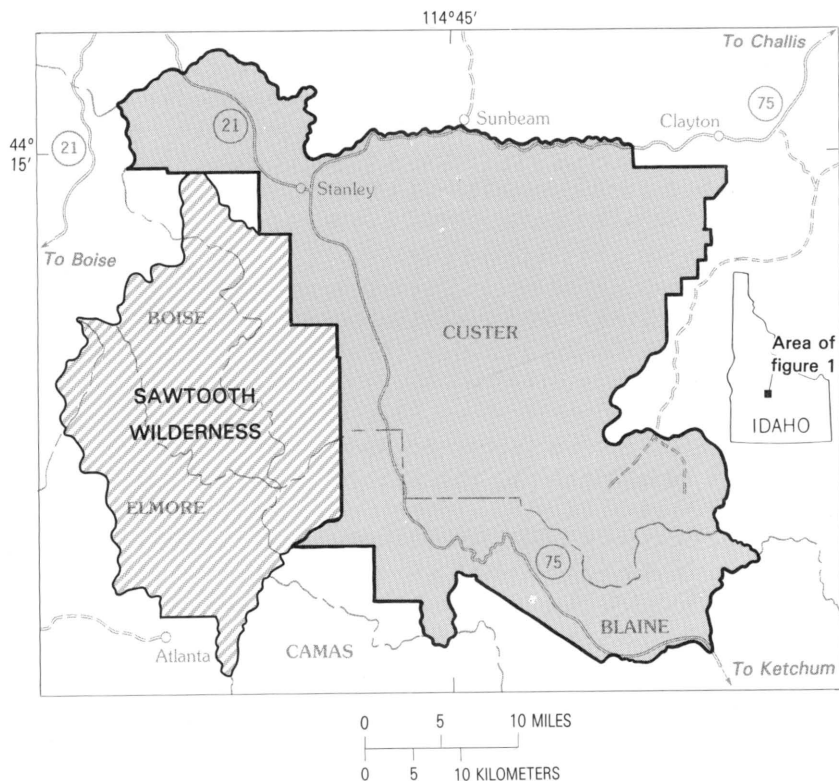 114°45′
To Challis
75
Sunbeam
Clayton
21
44°
15′
21
Stanley
To Boise
BOISE
CUSTER
Area of
figure 1
SAWTOOTH
WILDERNESS
IDAHO
ELMORE
75
BLAINE
Atlanta
CAMAS
To Ketchum
0 5 10 MILES
0 5 10 KILOMETERS